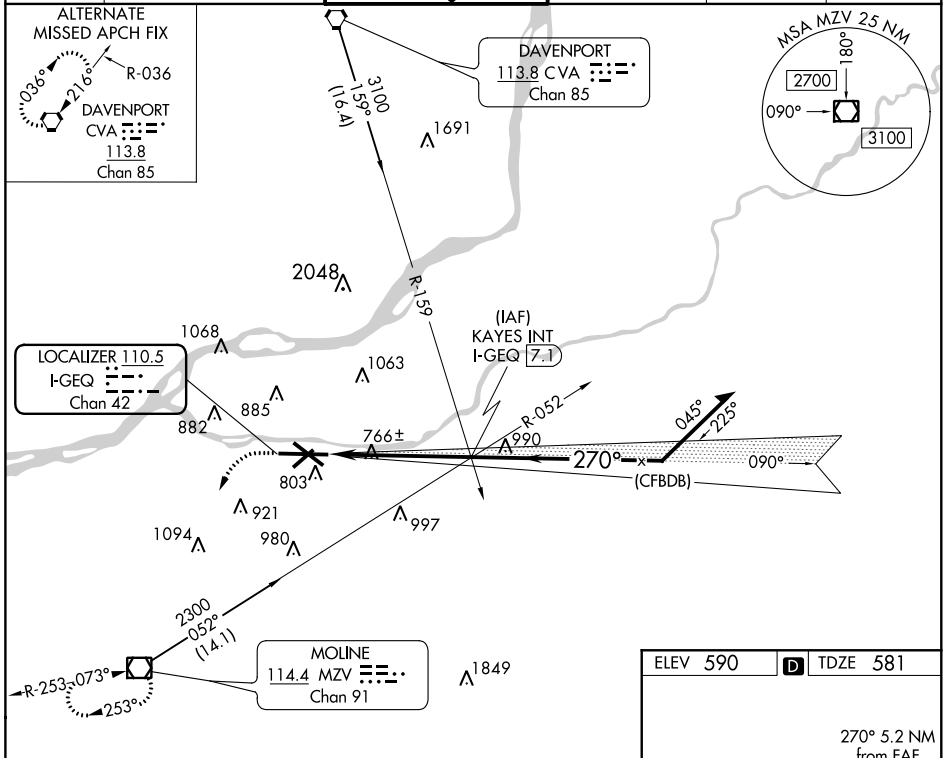 ALTERNATE
MISSED APCH FIX
R-036
036°
216°
DAVENPORT
CVA
113.8
Chan 85
DAVENPORT
113.8 CVA
Chan 85
MSA MZV 25 NM
180°
2700
090°
3100
3100
159°
(16.4)
1691
2048
R-159
(IAF)
KAYES INT
I-GEQ 7.1
1068
LOCALIZER 110.5
I-GEQ
Chan 42
1063
885
882
R-052
045°
225°
766±
990
270°
x
090°
(CFBDB)
803
921
997
1094
980
2300
052°
(14.1)
MOLINE
114.4 MZV
Chan 91
R-253
073°
253°
1849
ELEV 590
D
TDZE 581
270° 5.2 NM
from FAF